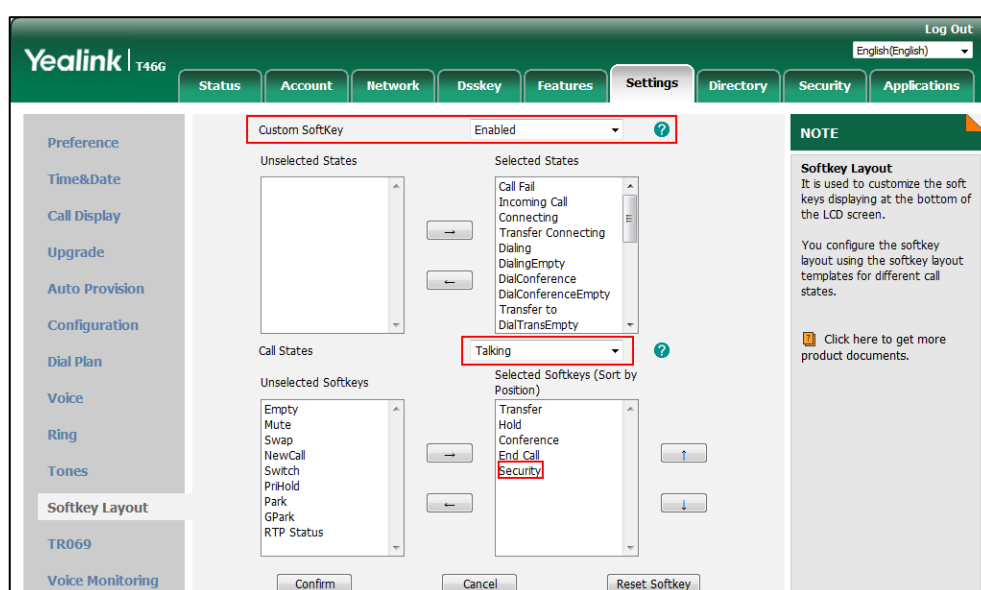 Log Out
Yealink | T46G
English(English)
Status
Account
Network
Dsskey
Features
Settings
Directory
Security
Applications
Preference
Time&Date
Call Display
Upgrade
Auto Provision
Configuration
Dial Plan
Voice
Ring
Tones
Softkey Layout
TR069
Voice Monitoring
Custom SoftKey
Enabled
?
Unselected States
Selected States
Call Fail
Incoming Call
Connecting
Transfer Connecting
Dialing
DialingEmpty
DialConference
DialConferenceEmpty
Transfer to
DialTransEmpty
→
←
Call States
Talking
?
Unselected Softkeys
Selected Softkeys (Sort by
Position)
Empty
Mute
Swap
NewCall
Switch
PriHold
Park
GPark
RTP Status
→
←
Transfer
Hold
Conference
End Call
Security
↑
↓
Confirm
Cancel
Reset Softkey
NOTE
Softkey Layout
It is used to customize the soft
keys displaying at the bottom of
the LCD screen.
You configure the softkey
layout using the softkey layout
templates for different call
states.
? Click here to get more
product documents.